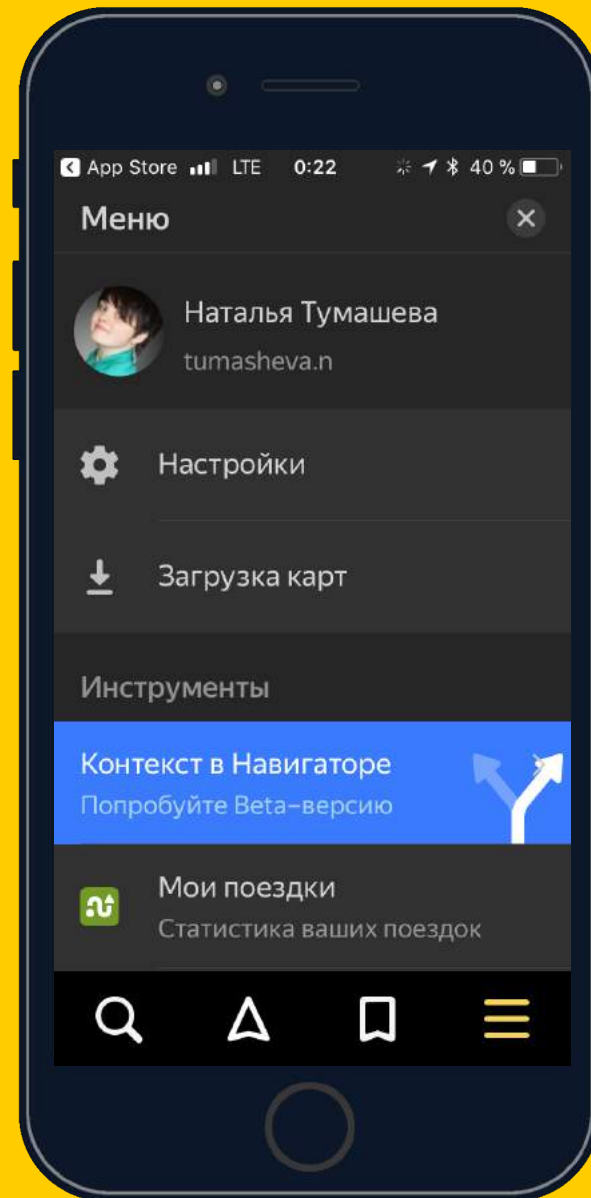 App Store LTE 0:22 40 %
Меню
Наталья Тумашева
tumasheva.n
Настройки
Загрузка карт
Инструменты
Контекст в Навигаторе
Попробуйте Beta-версию
Мои поездки
Статистика ваших поездок